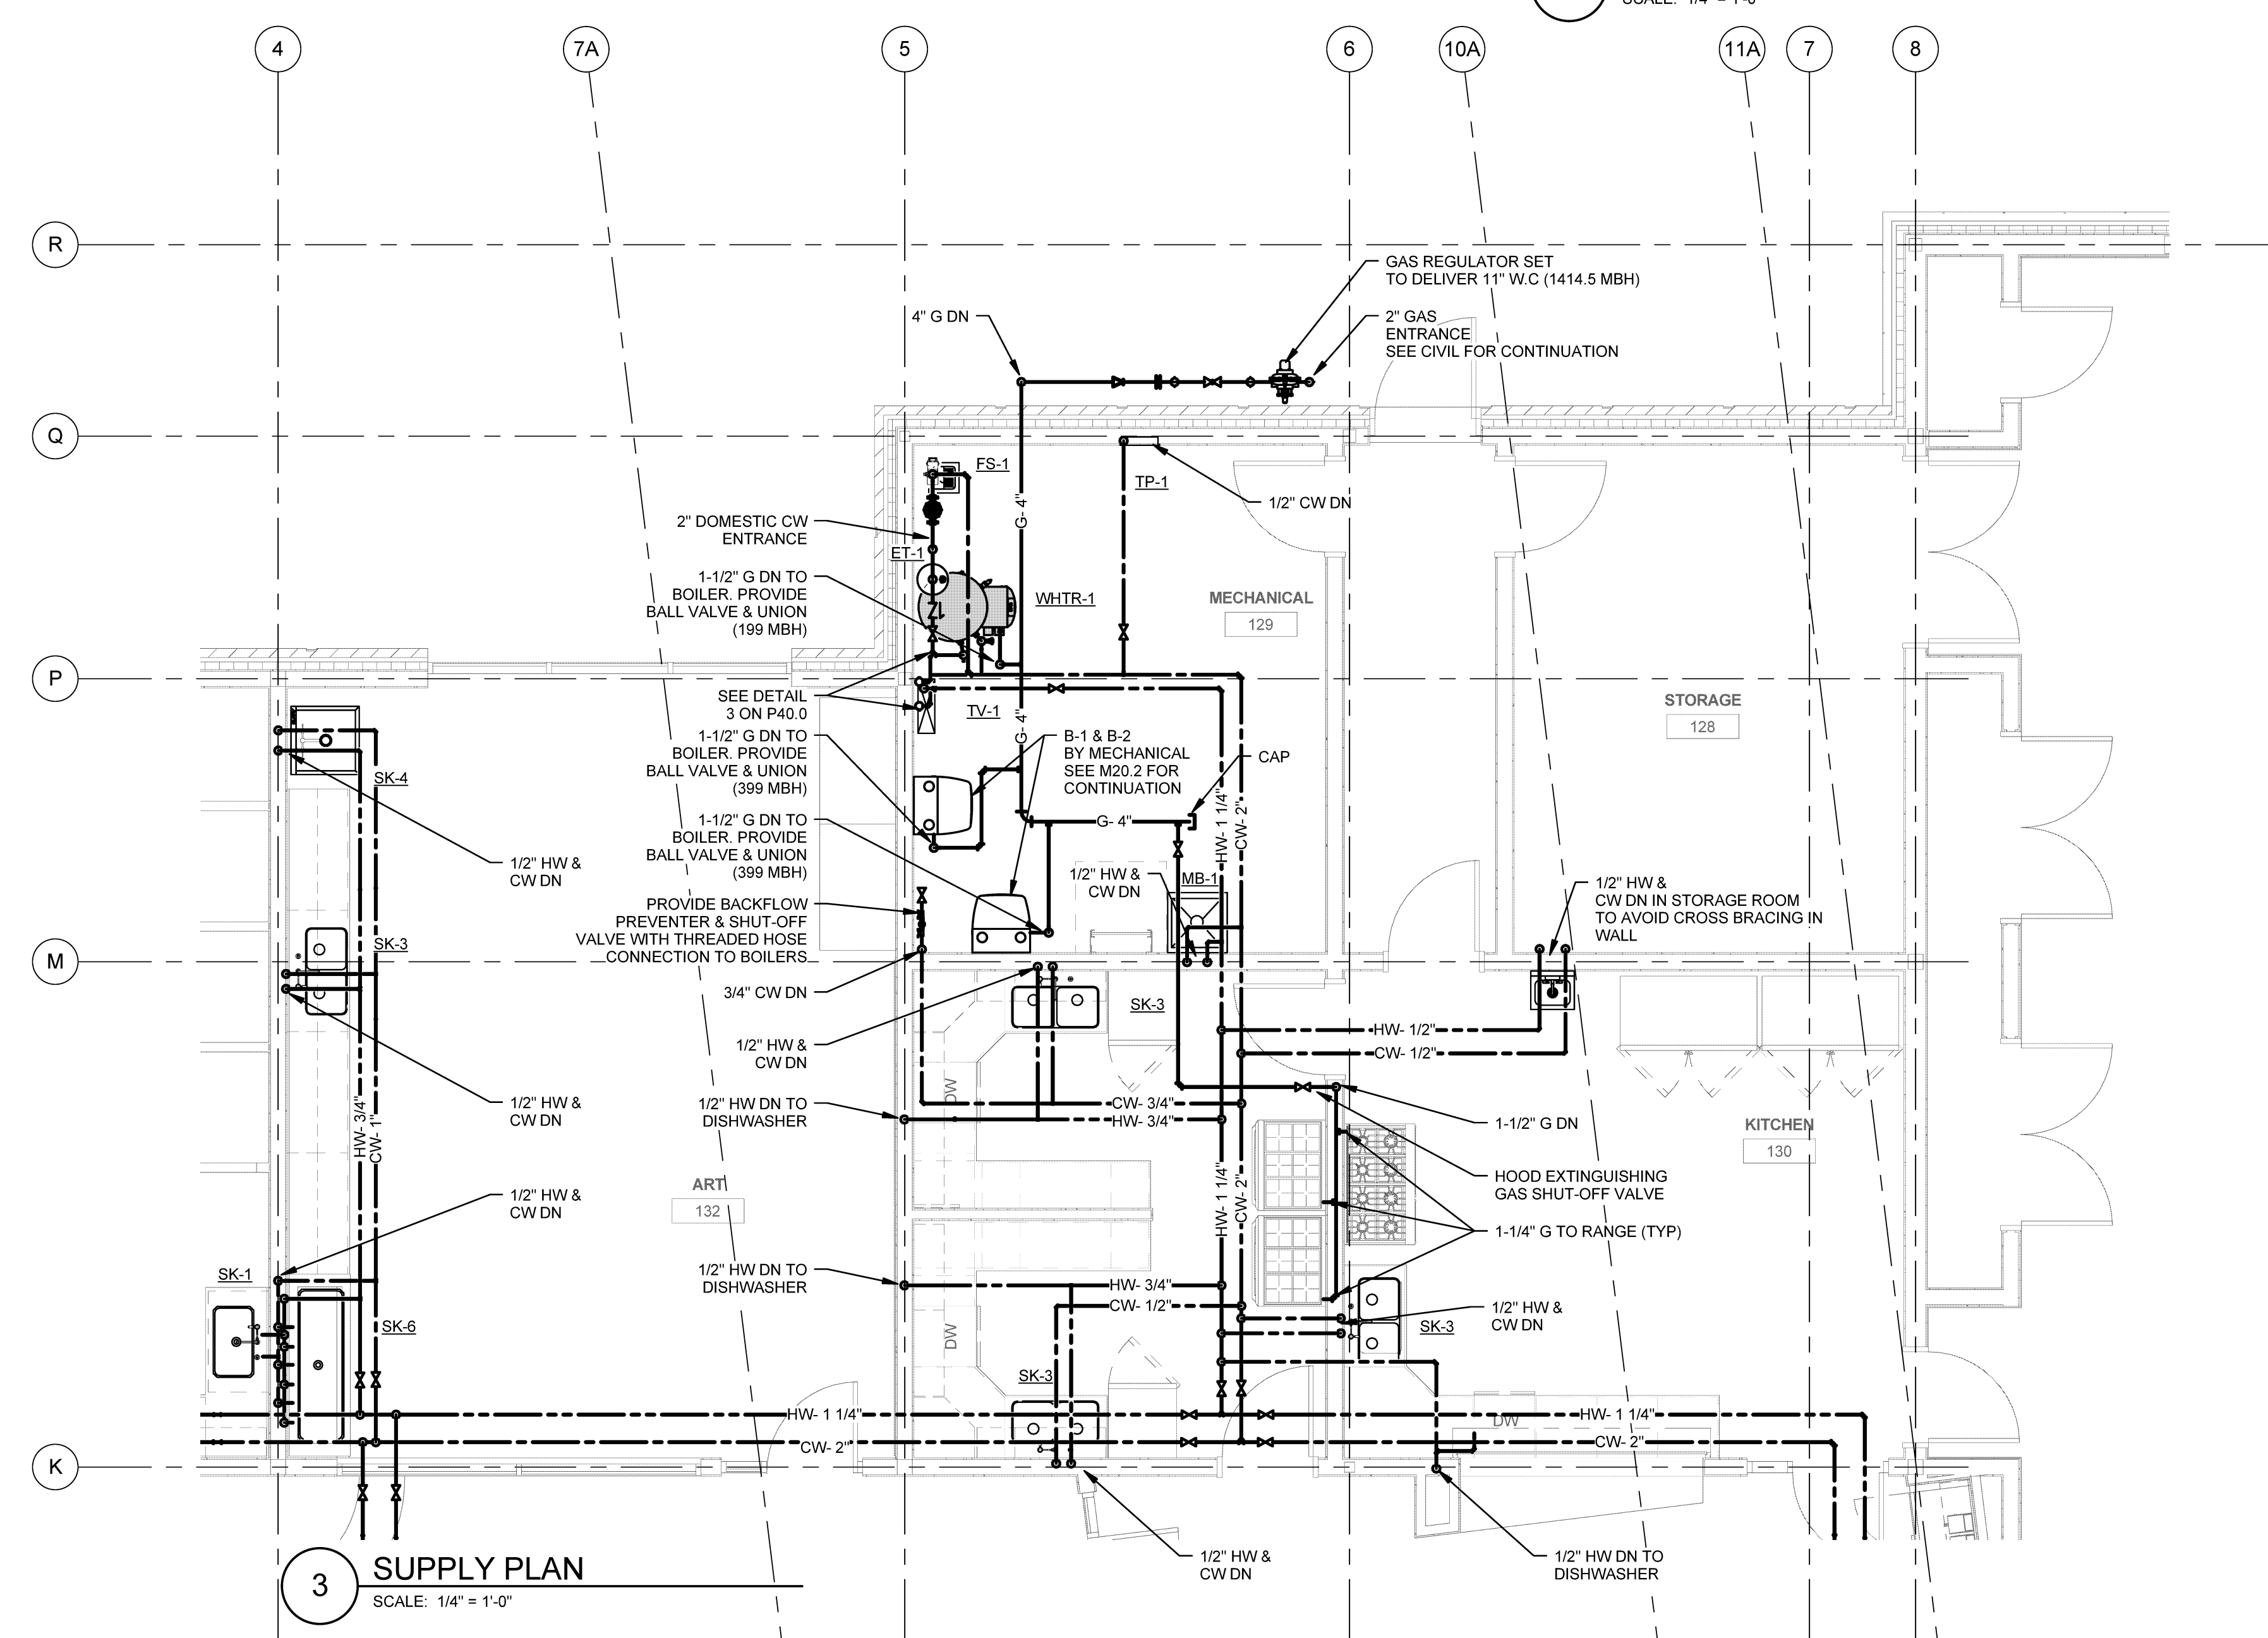 SCALE: 1/4" = 1'-0"
4
7A
5
6
10A
11A
7
8
R
Q
P
M
K
GAS REGULATOR SET
TO DELIVER 11" W.C (1414.5 MBH)
4" G DN
2" GAS
ENTRANCE
SEE CIVIL FOR CONTINUATION
FS-1
TP-1
1/2" CW DN
G- 4"
2" DOMESTIC CW
ENTRANCE
ET-1
1-1/2" G DN TO
BOILER. PROVIDE
BALL VALVE & UNION
(199 MBH)
WHTR-1
MECHANICAL
129
SEE DETAIL
3 ON P40.0
TV-1
G- 4"
STORAGE
128
1-1/2" G DN TO
BOILER. PROVIDE
BALL VALVE & UNION
(399 MBH)
B-1 & B-2
BY MECHANICAL
SEE M20.2 FOR
CONTINUATION
CAP
SK-4
1/2" HW &
CW DN
1-1/2" G DN TO
BOILER. PROVIDE
BALL VALVE & UNION
(399 MBH)
G- 4"
HW- 1 1/4"
CW- 2"
1/2" HW &
CW DN
MB-1
PROVIDE BACKFLOW
PREVENTER & SHUT-OFF
VALVE WITH THREADED HOSE
CONNECTION TO BOILERS
1/2" HW &
CW DN IN STORAGE ROOM
TO AVOID CROSS BRACING IN
WALL
SK-3
3/4" CW DN
SK-3
1/2" HW &
CW DN
HW- 1/2"
CW- 1/2"
1/2" HW &
CW DN
HW- 3/4"
CW- 1"
DW
1/2" HW DN TO
DISHWASHER
CW- 3/4"
HW- 3/4"
1-1/2" G DN
KITCHEN
130
HOOD EXTINGUISHING
GAS SHUT-OFF VALVE
1/2" HW &
CW DN
ART
132
HW- 1 1/4"
CW- 2"
1-1/4" G TO RANGE (TYP)
SK-1
1/2" HW DN TO
DISHWASHER
HW- 3/4"
CW- 1/2"
1/2" HW &
CW DN
SK-3
SK-6
DW
SK-3
HW- 1 1/4"
CW- 2"
HW- 1 1/4"
DW
CW- 2"
1/2" HW &
CW DN
1/2" HW DN TO
DISHWASHER
3
SUPPLY PLAN
SCALE: 1/4" = 1'-0"